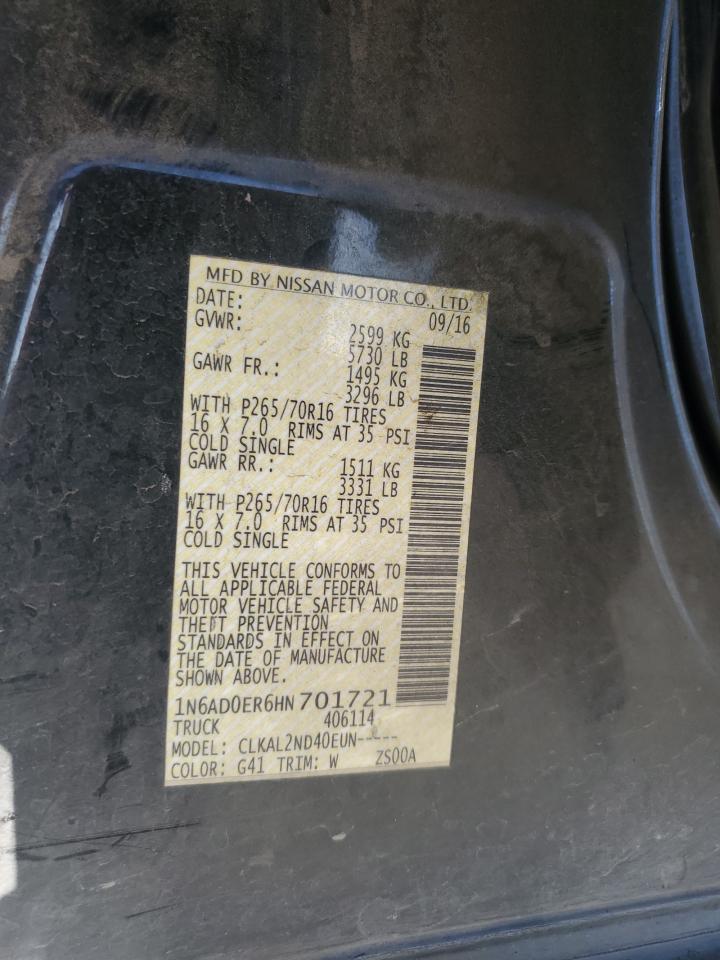 MFD BY NISSAN MOTOR CO., LTD.
DATE: 09/16
GVWR: 2599 KG
5730 LB
GAWR FR.: 1495 KG
3296 LB
WITH P265/70R16 TIRES
16 X 7.0 RIMS AT 35 PSI
COLD SINGLE
GAWR RR.: 1511 KG
3331 LB
WITH P265/70R16 TIRES
16 X 7.0 RIMS AT 35 PSI
COLD SINGLE
THIS VEHICLE CONFORMS TO
ALL APPLICABLE FEDERAL
MOTOR VEHICLE SAFETY AND
THEFT PREVENTION
STANDARDS IN EFFECT ON
THE DATE OF MANUFACTURE
SHOWN ABOVE.
1N6AD0ER6HN701721
TRUCK 406114
MODEL: CLKAL2ND40EUN-----
COLOR: G41 TRIM: W ZS00A